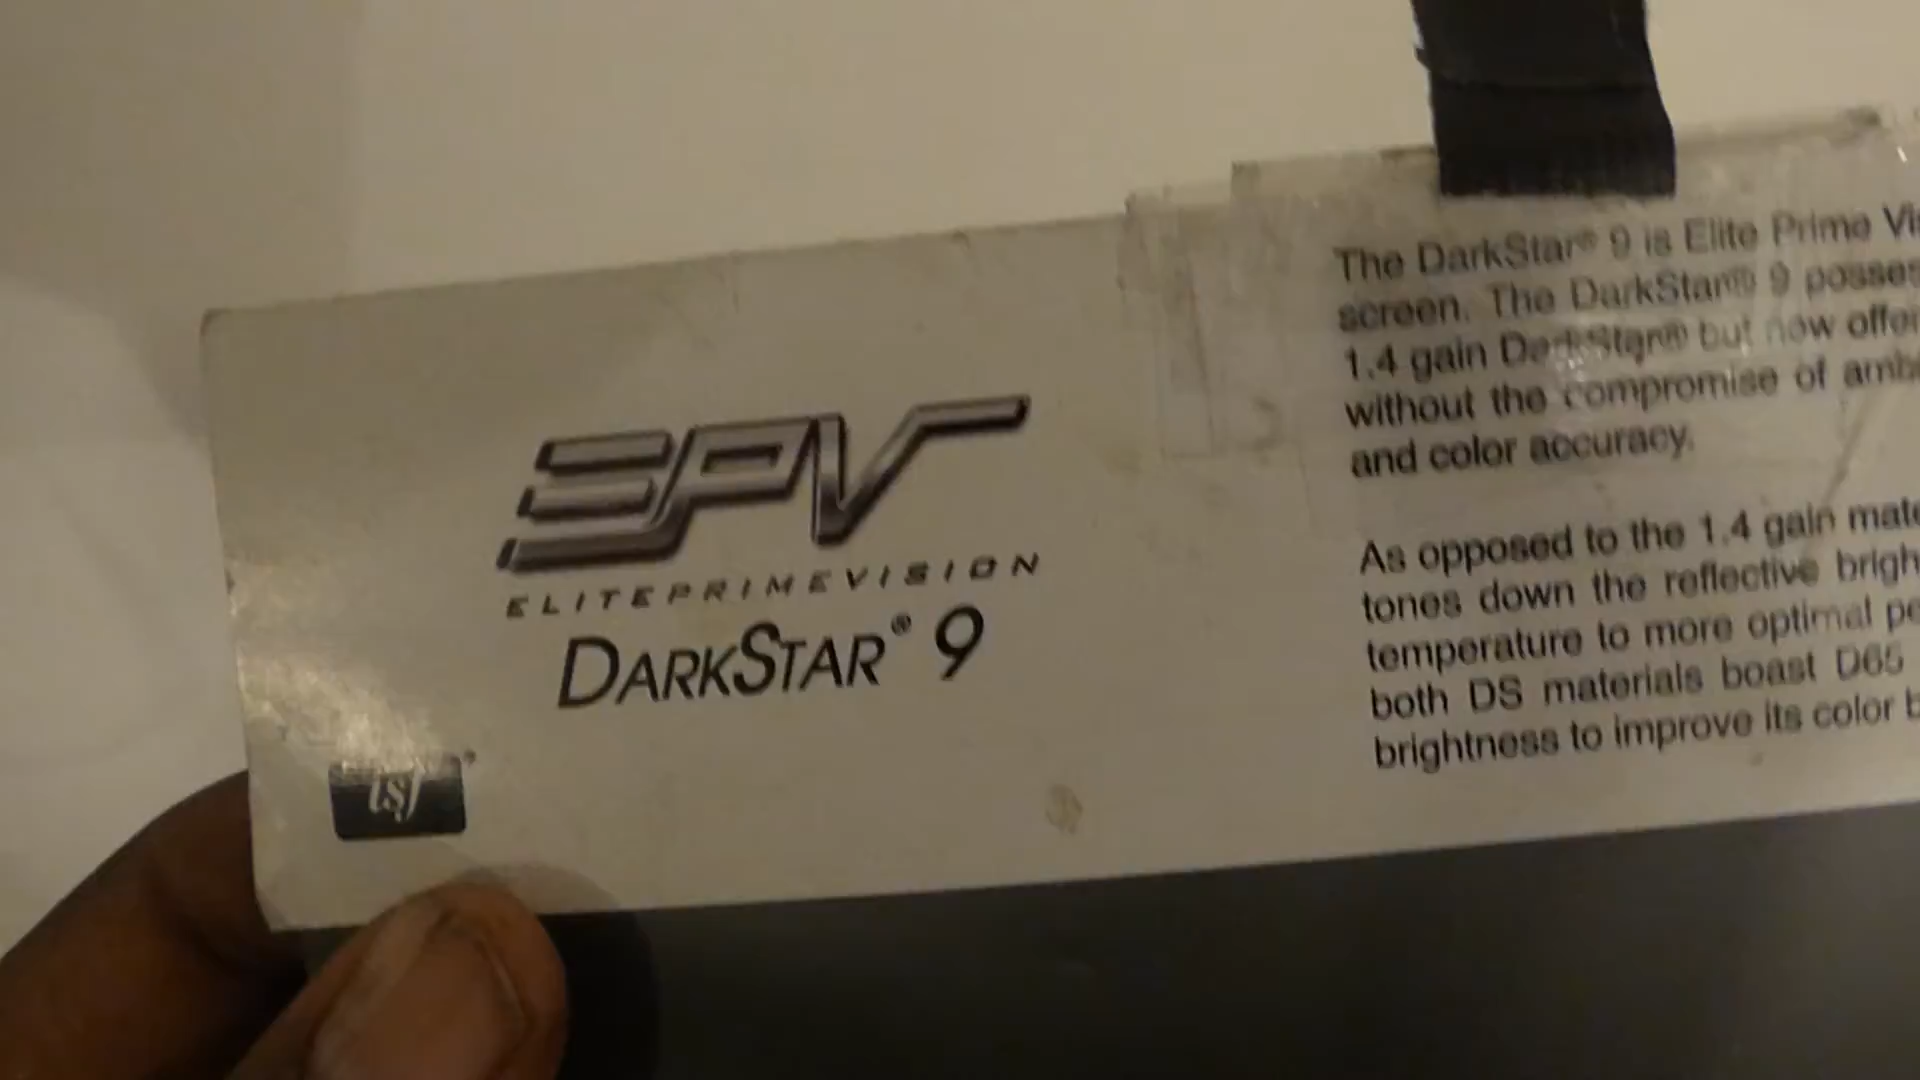 EPV
ELITEPRIMEVISION
DARKSTAR® 9
isf®
The DarkStar® 9 is Elite Prime
screen. The DarkStar® 9
1.4 gain DarkStar® but now
without the compromise of
and color accuracy.
As opposed to the 1.4 gain
tones down the reflective
temperature to more optimal
both DS materials boast D65
brightness to improve its color